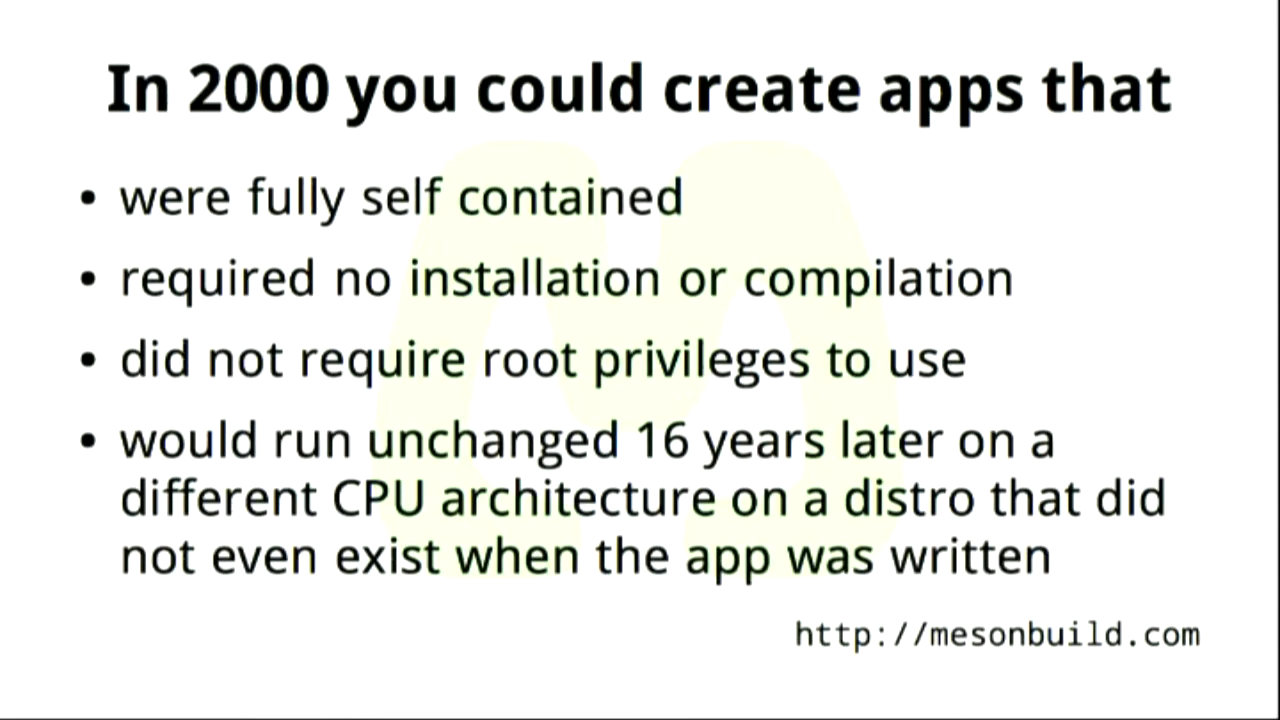 In 2000 you could create apps that
• were fully self contained
• required no installation or compilation
• did not require root privileges to use
• would run unchanged 16 years later on a
different CPU architecture on a distro that did
not even exist when the app was written
http://mesonbuild.com